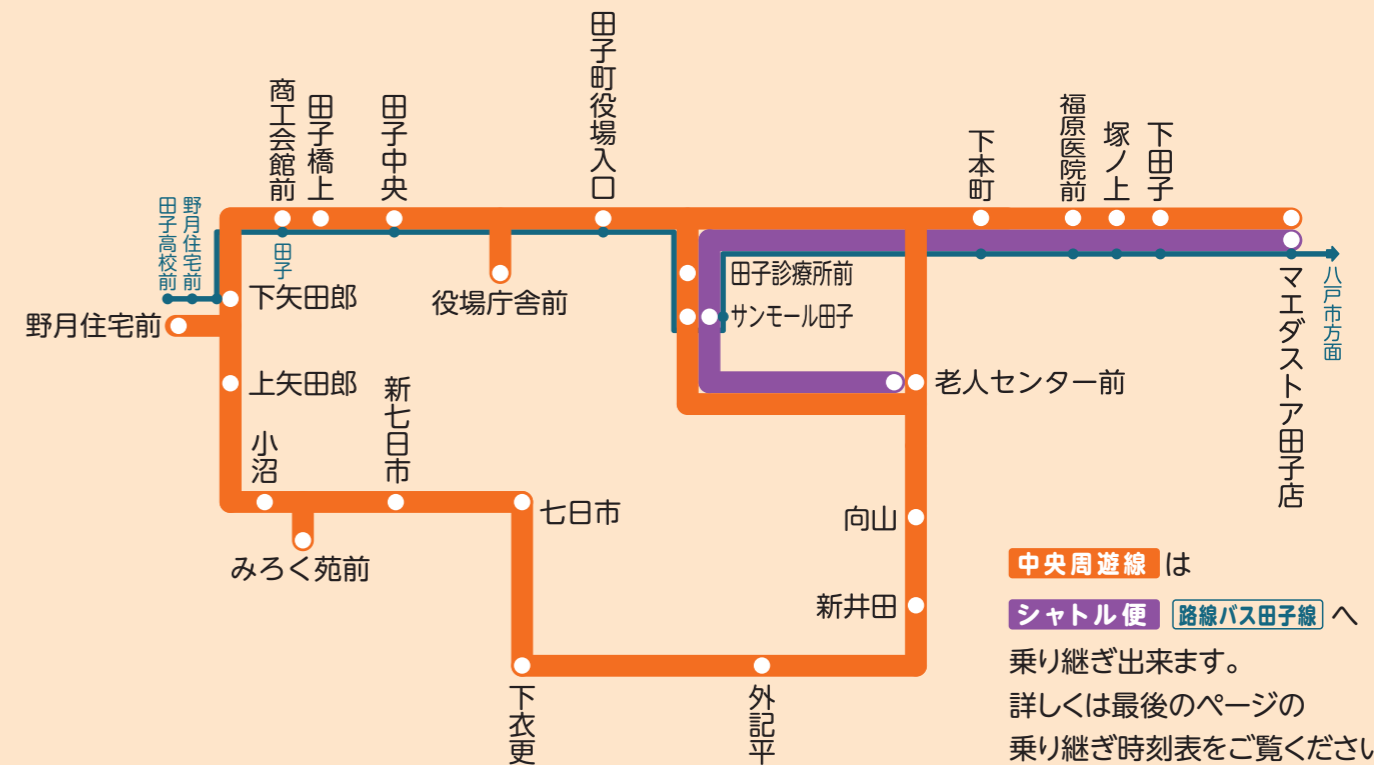 商工会館前
田子橋上
田子中央
田子町役場入口
下本町
福原医院前
塚ノ上
下田子
田子高校前
野月住宅前
田子
役場庁舎前
田子診療所前
サンモール田子
マエダストア田子店
八戸市方面
下矢田郎
野月住宅前
上矢田郎
老人センター前
小沼
新七日市
七日市
みろく苑前
向山
新井田
下衣更
外記平
中央周遊線 は
シャトル便 路線バス田子線 へ
乗り継ぎ出来ます。
詳しくは最後のページの
乗り継ぎ時刻表をご覧ください